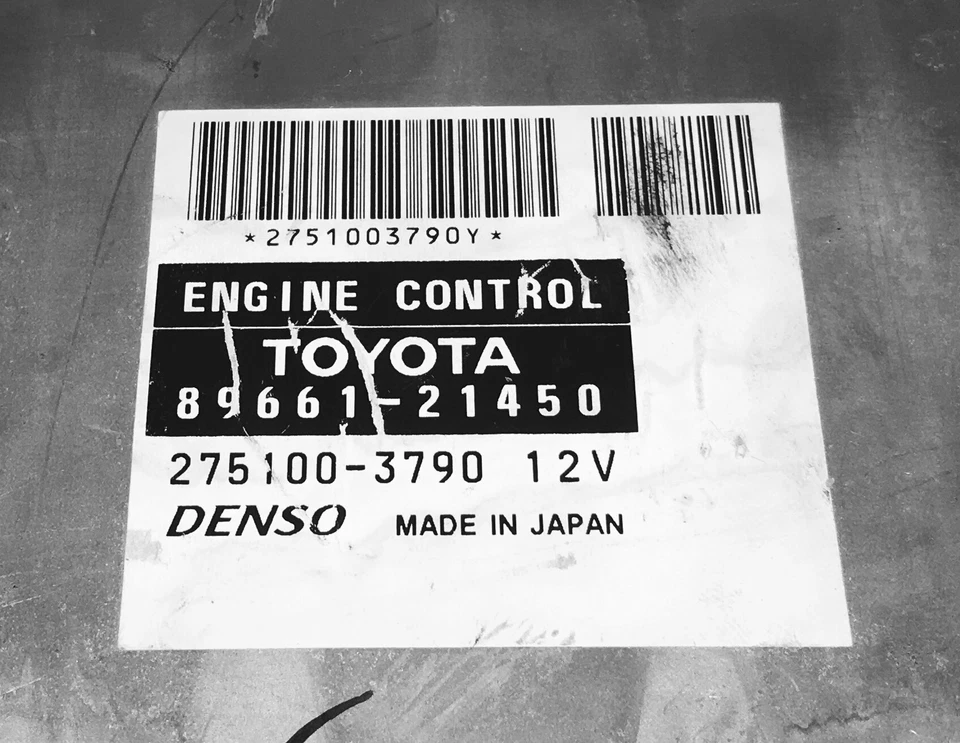 *2751003790Y*
ENGINE CONTROL
TOYOTA
89661-21450
275100-3790 12V
DENSO MADE IN JAPAN